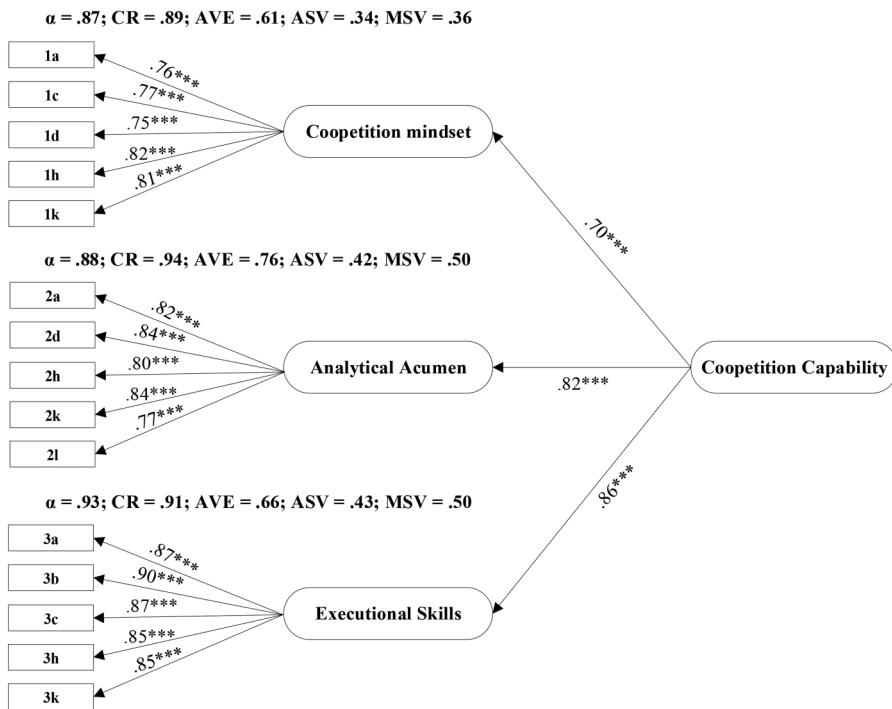 α = .87; CR = .89; AVE = .61; ASV = .34; MSV = .36
1a
.76***
1c
.77***
1d
.75***
Coopetition mindset
1h
.82***
1k
.81***
.70***
α = .88; CR = .94; AVE = .76; ASV = .42; MSV = .50
2a
.82***
2d
.84***
2h
.80***
Analytical Acumen
.82***
Coopetition Capability
2k
.84***
2l
.77***
α = .93; CR = .91; AVE = .66; ASV = .43; MSV = .50
.86***
3a
.87***
3b
.90***
3c
.87***
Executional Skills
3h
.85***
3k
.85***